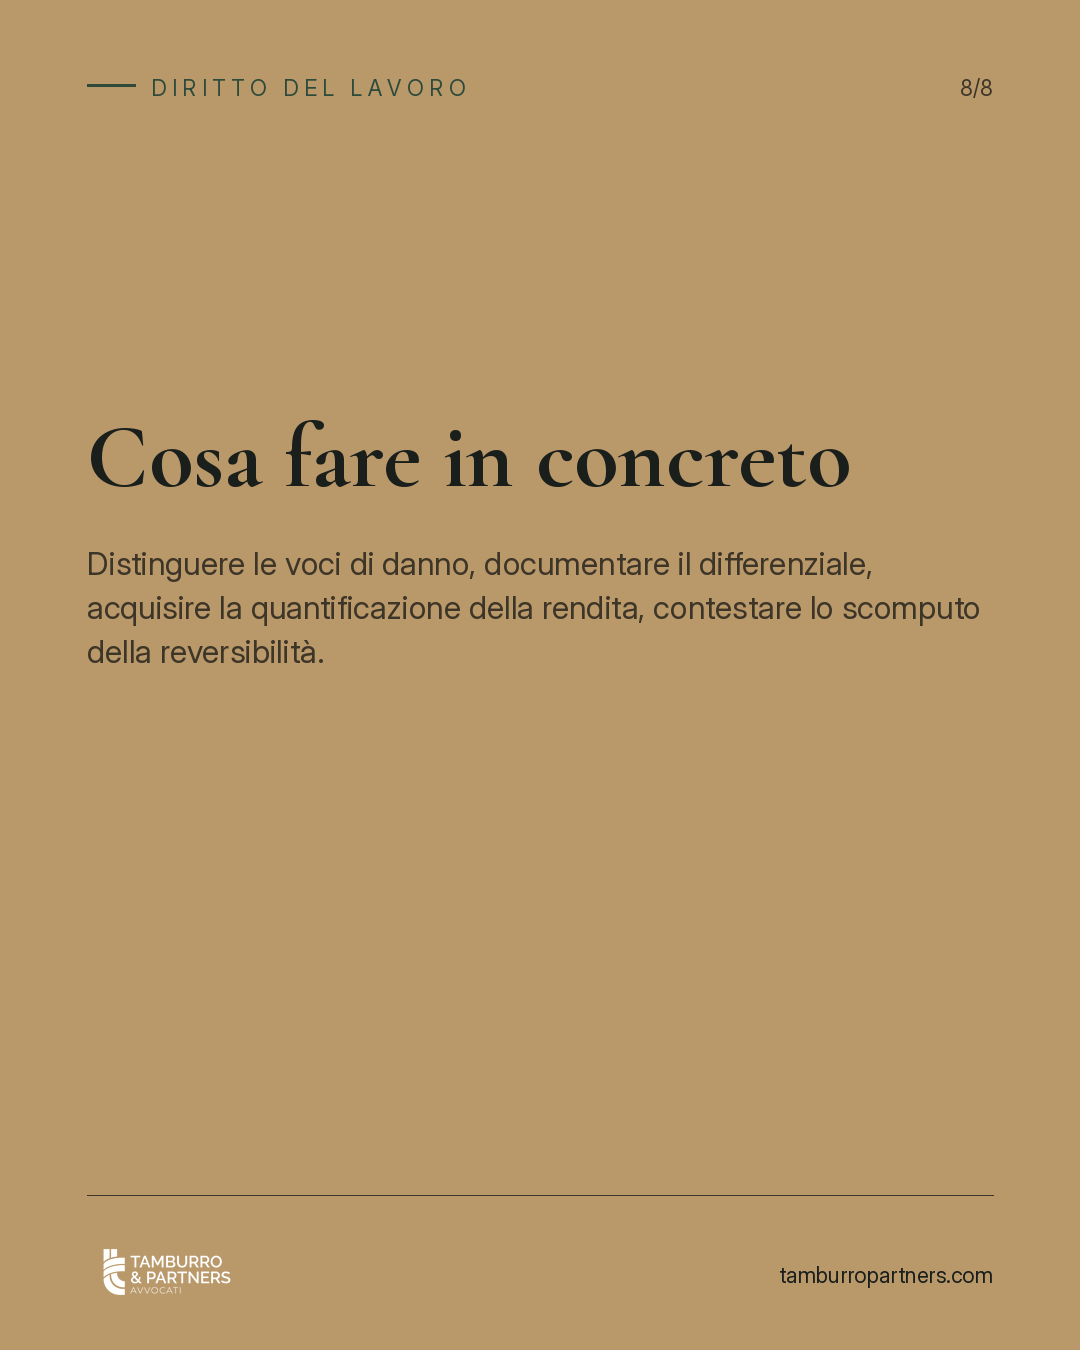 DIRITTO DEL LAVORO
8/8
Cosa fare in concreto
Distinguere le voci di danno, documentare il differenziale,
acquisire la quantificazione della rendita, contestare lo scomputo
della reversibilità.
TAMBURRO
& PARTNERS
AVVOCATI
tamburropartners.com